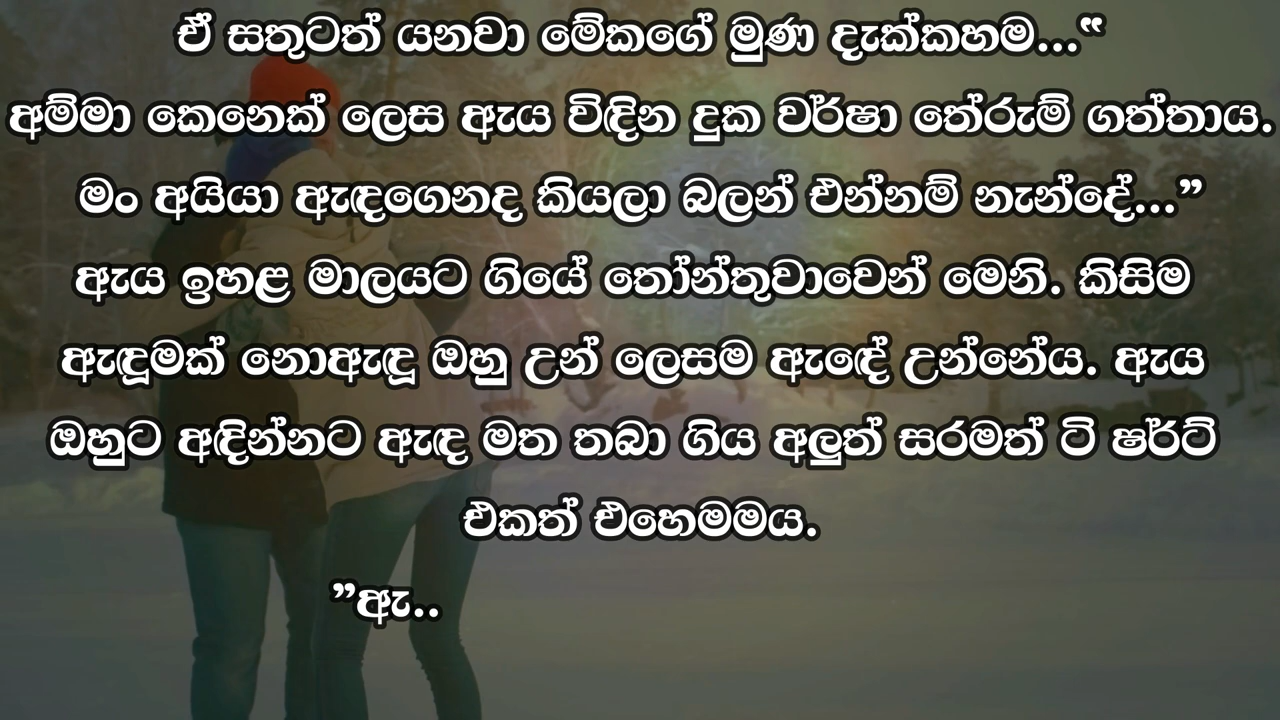 ඒ සතුටත් යනවා මේකගේ මුණ දැක්කහම...“
අම්මා කෙනෙක් ලෙස ඇය විඳින දුක වර්ෂා තේරුම් ගත්තාය.
මං අයියා ඇඳගෙනද කියලා බලන් එන්නම් නැන්දේ...”
ඇය ඉහළ මාලයට ගියේ තෝන්තුවාවෙන් මෙනි. කිසිම
ඇඳූමක් නොඇඳූ ඔහු උන් ලෙසම ඇඳේ උන්නේය. ඇය
ඔහුට අඳින්නට ඇඳ මත තබා ගිය අලුත් සරමත් ටි ෂර්ට්
එකත් එහෙමමය.
”ඇ..